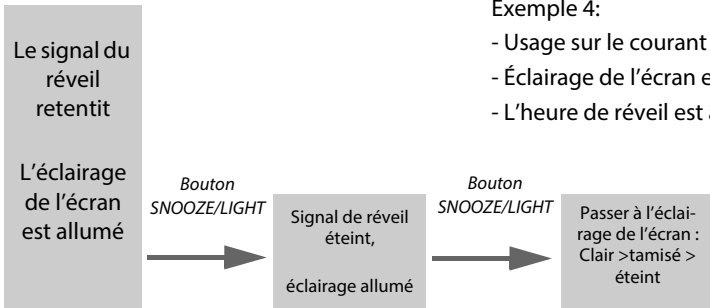 Exemple 4:
- Usage sur le courant
- Éclairage de l'écran
- L'heure de réveil est
Le signal du
réveil
retentit
L'éclairage
de l'écran
est allumé
Bouton
SNOOZE/LIGHT
Signal de réveil
éteint,
éclairage allumé
Bouton
SNOOZE/LIGHT
Passer à l'éclai-
rage de l'écran :
Clair >tamisé >
éteint